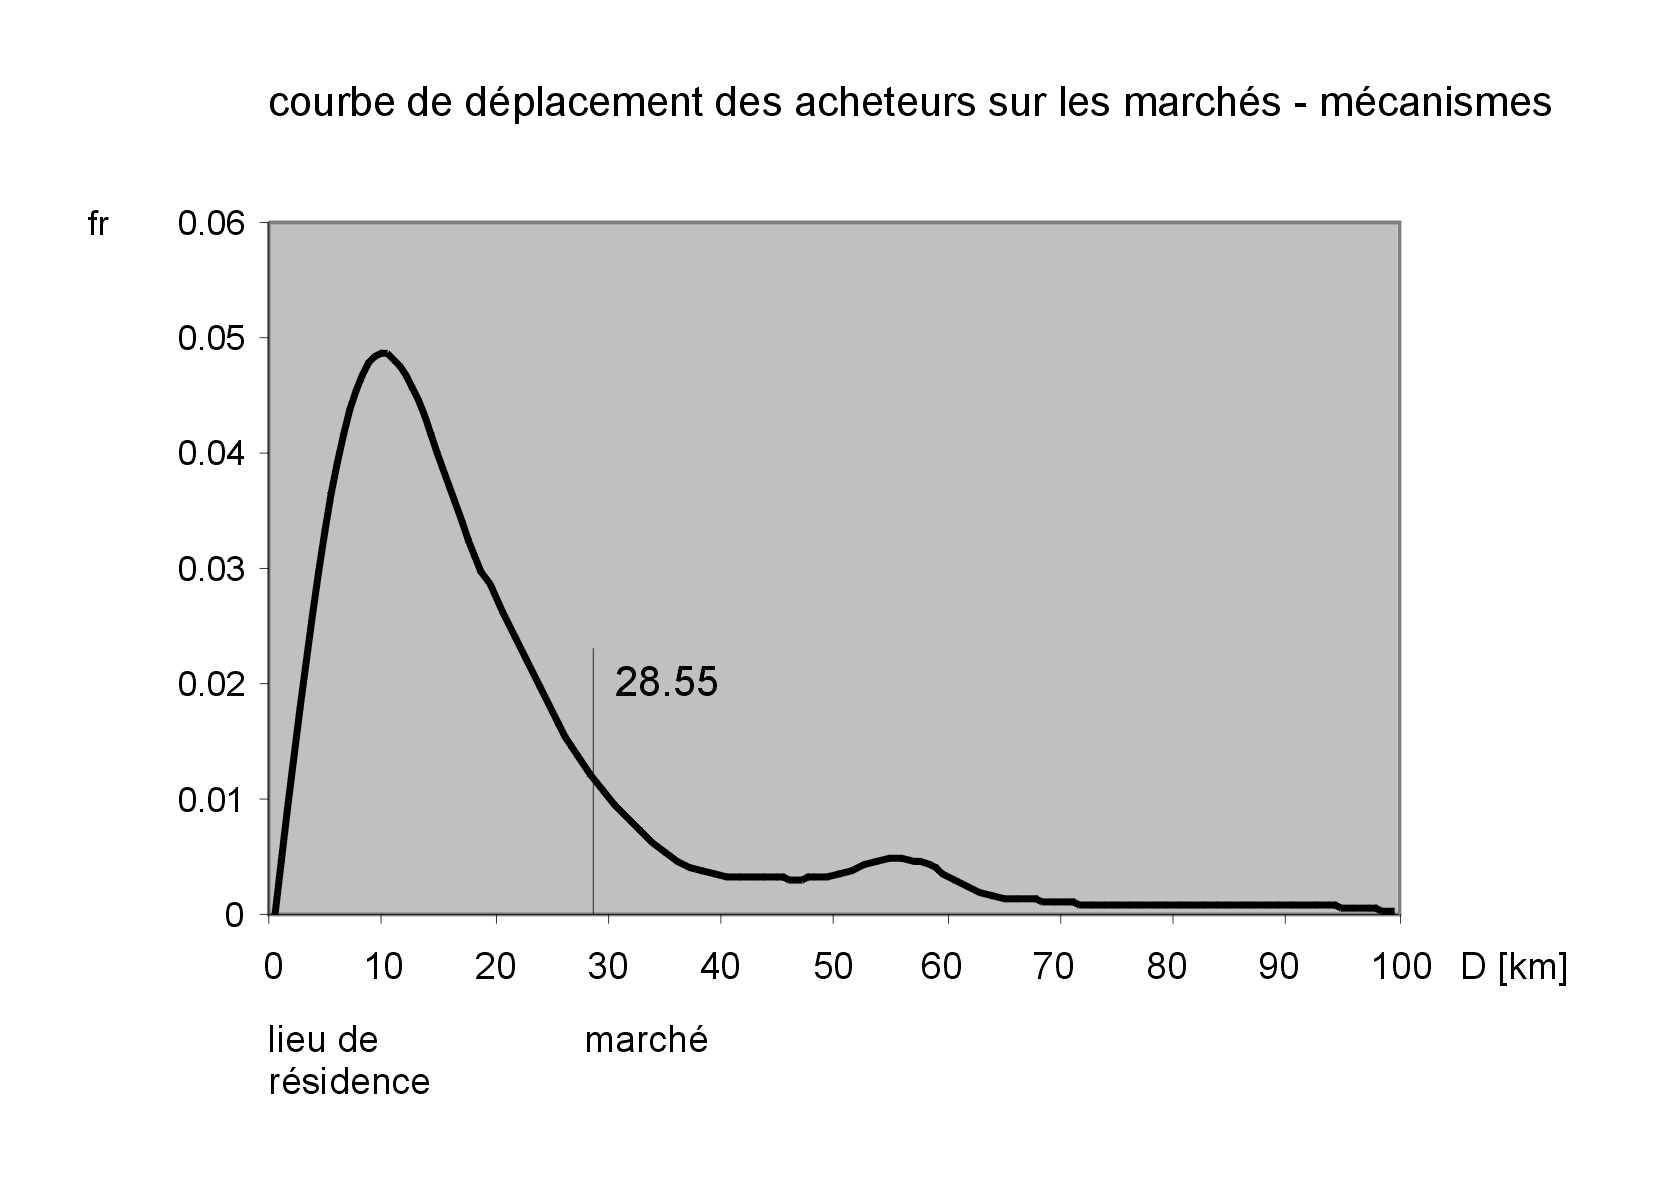 courbe de déplacement des acheteurs sur les marchés - mécanismes
fr
0.06
0.05
0.04
0.03
0.02
28.55
0.01
0
0 10 20 30 40 50 60 70 80 90 100 D [km]
lieu de
résidence
marché